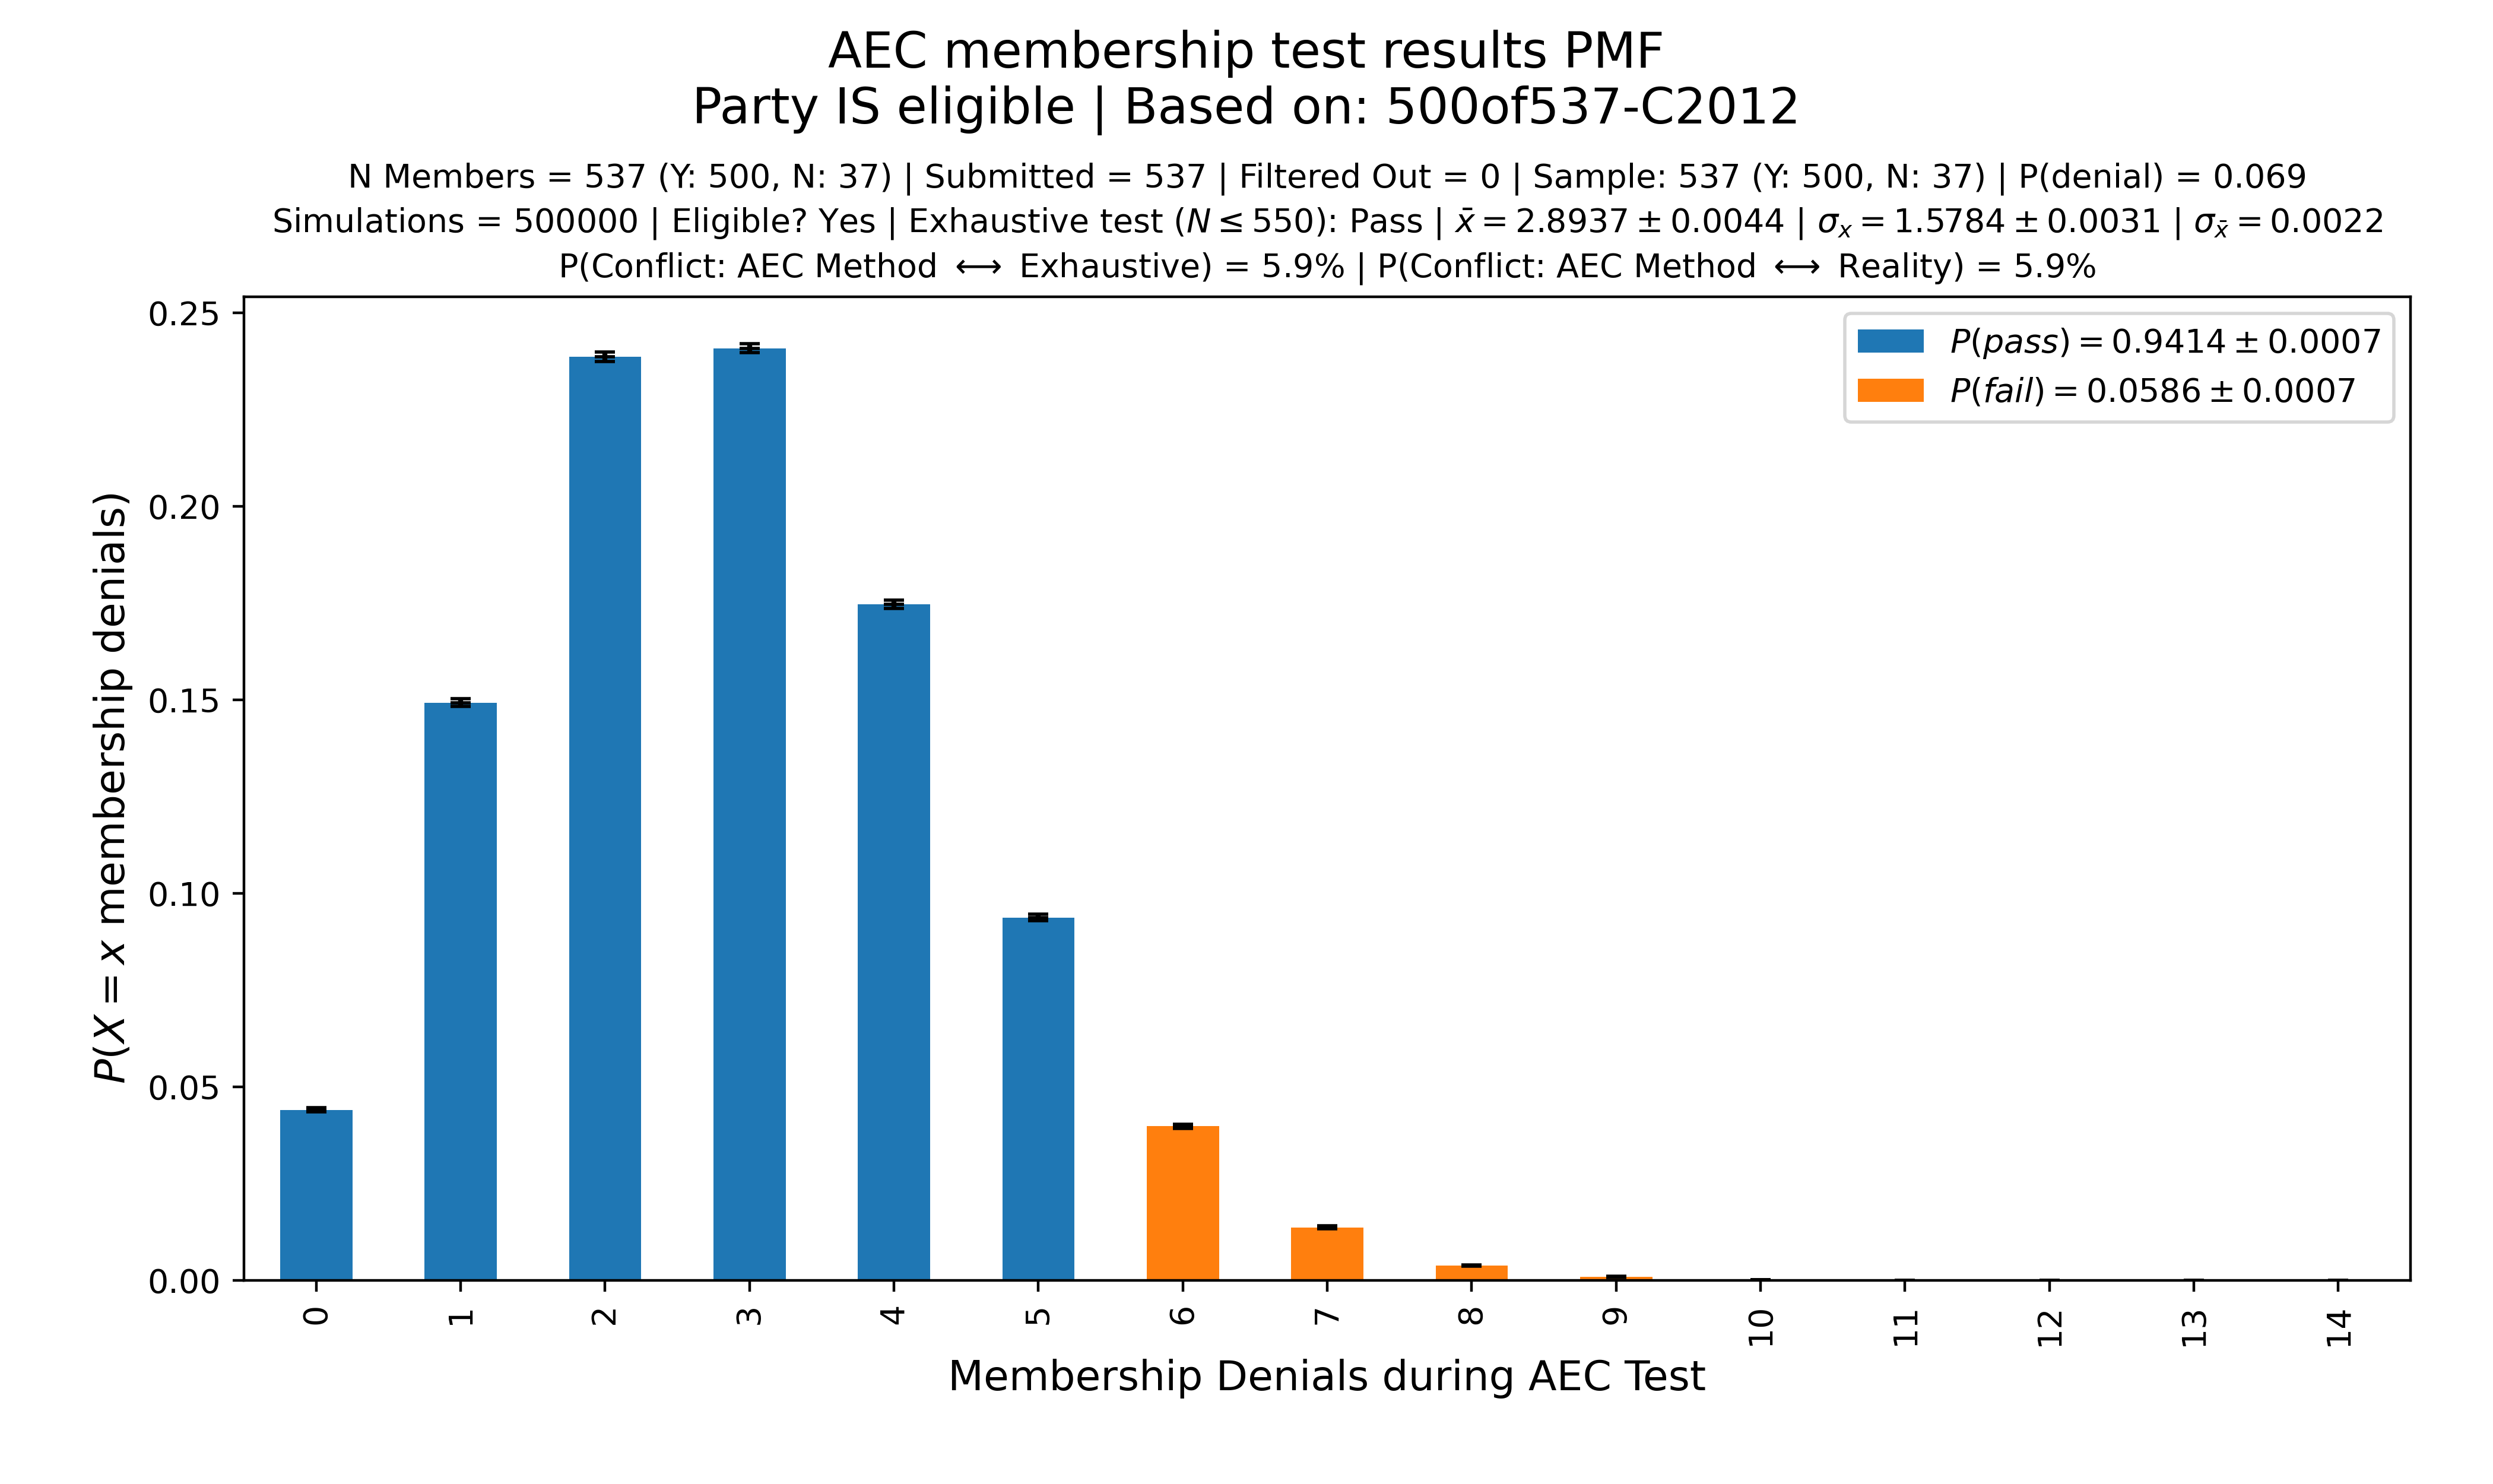 AEC membership test results PMF
Party IS eligible | Based on: 500of537-C2012
N Members = 537 (Y: 500, N: 37) | Submitted = 537 | Filtered Out = 0 | Sample: 537 (Y: 500, N: 37) | P(denial) = 0.069
Simulations = 500000 | Eligible? Yes | Exhaustive test (N ≤ 550): Pass | x̄ = 2.8937 ± 0.0044 | σₓ = 1.5784 ± 0.0031 | σ_x̄ = 0.0022
P(Conflict: AEC Method ⟷ Exhaustive) = 5.9% | P(Conflict: AEC Method ⟷ Reality) = 5.9%
P(pass) = 0.9414 ± 0.0007
P(fail) = 0.0586 ± 0.0007
P(X = x membership denials)
0.25
0.20
0.15
0.10
0.05
0.00
0 1 2 3 4 5 6 7 8 9 10 11 12 13 14
Membership Denials during AEC Test